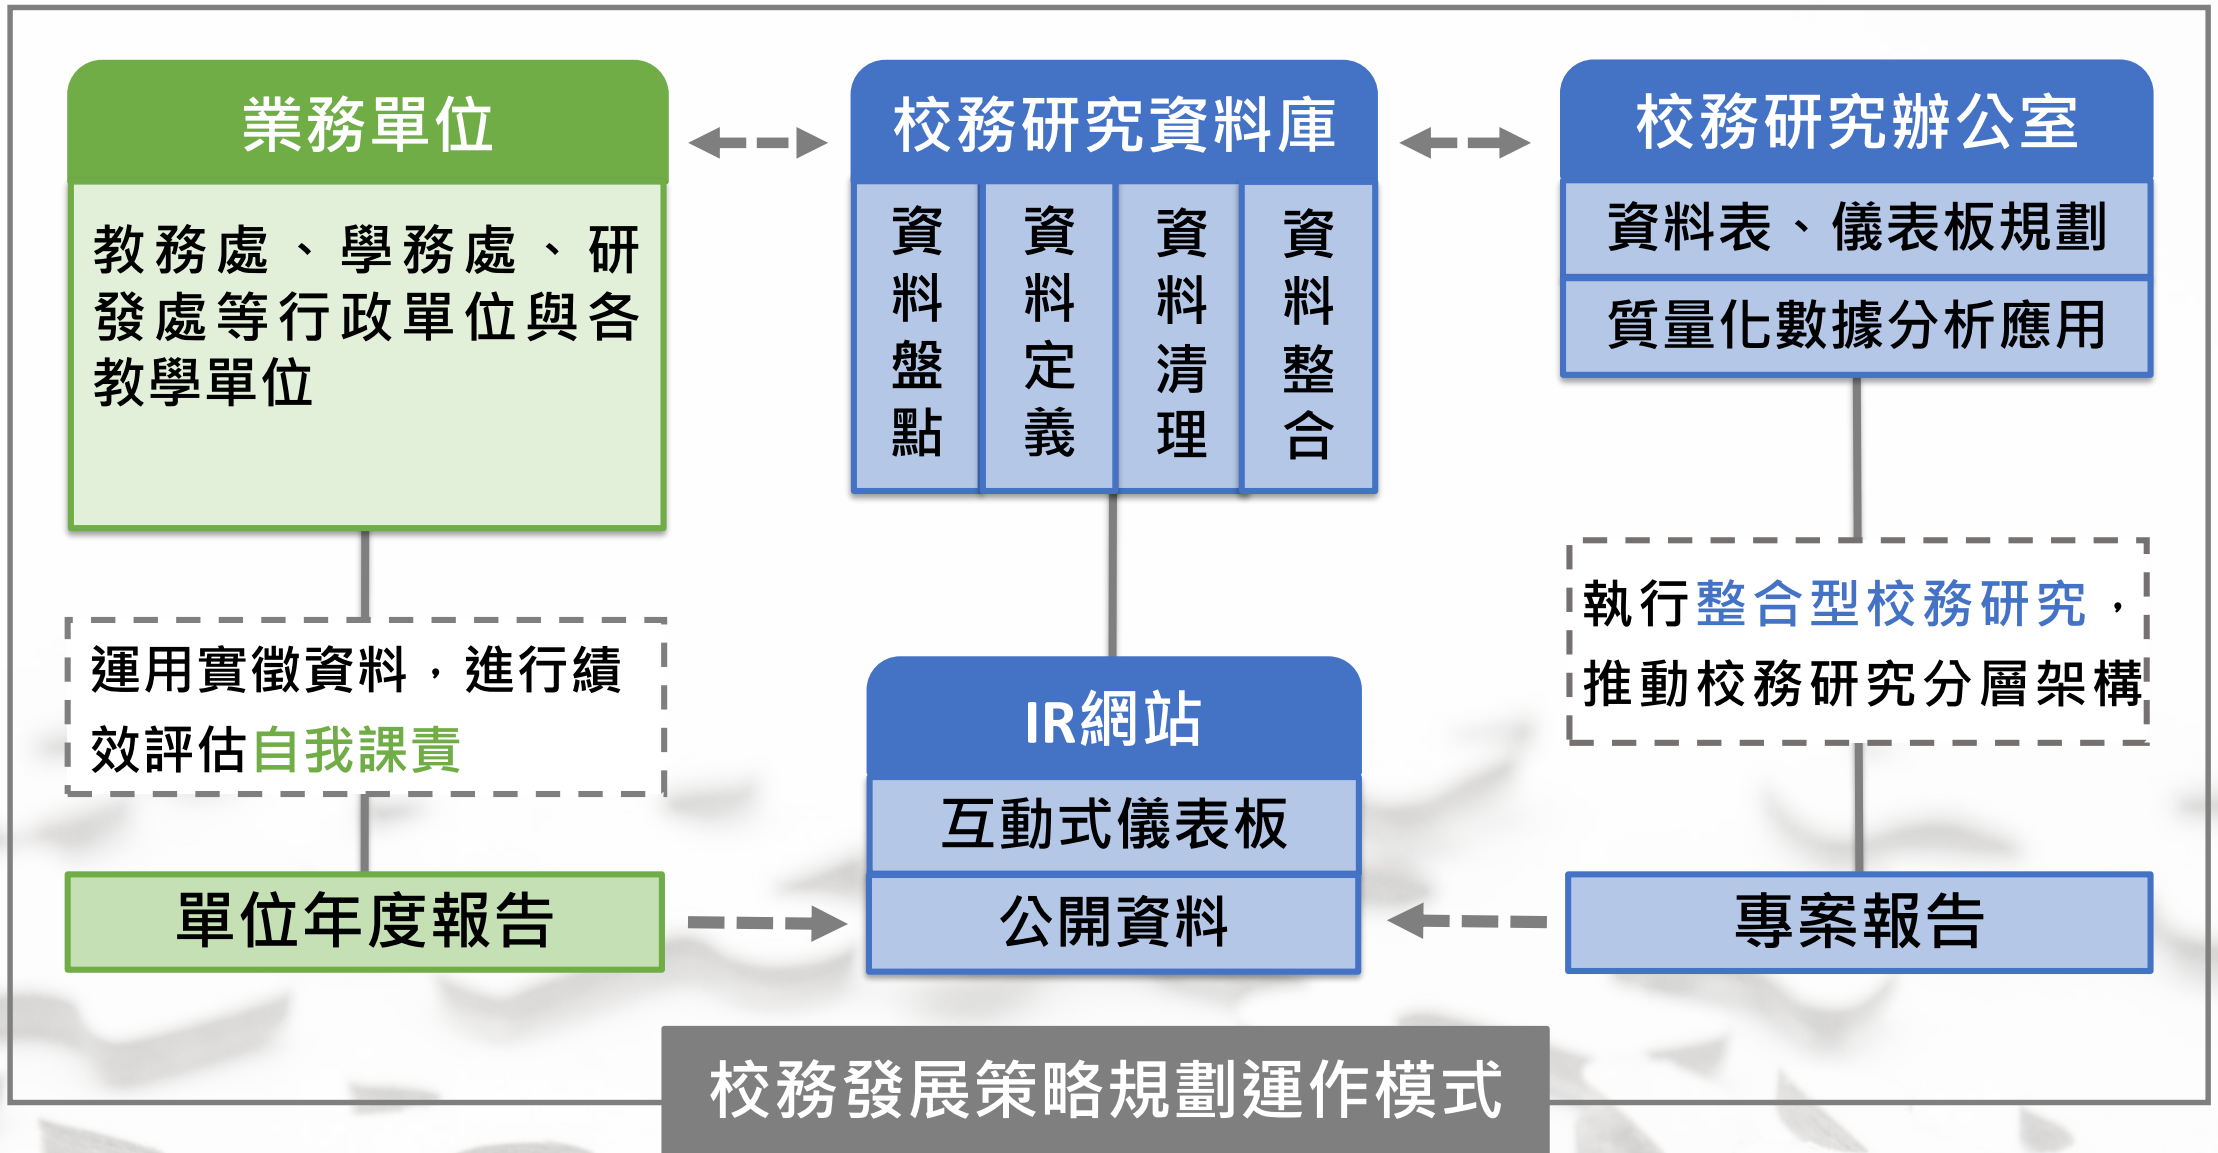 業務單位
教務處、學務處、研
發處等行政單位與各
教學單位
運用實徵資料，進行績
效評估自我課責
單位年度報告
校務研究資料庫
資料盤點
資料定義
資料清理
資料整合
IR網站
互動式儀表板
公開資料
校務研究辦公室
資料表、儀表板規劃
質量化數據分析應用
執行整合型校務研究，
推動校務研究分層架構
專案報告
校務發展策略規劃運作模式